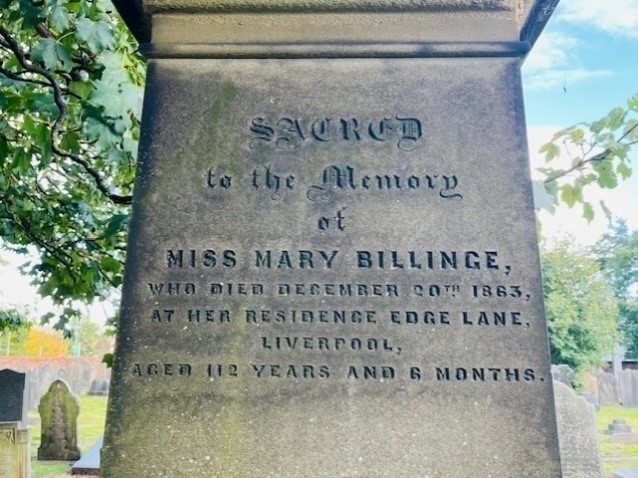 SACRED
to the Memory
of
MISS MARY BILLINGE,
WHO DIED DECEMBER 20TH 1863,
AT HER RESIDENCE EDGE LANE,
LIVERPOOL,
AGED 112 YEARS AND 6 MONTHS.